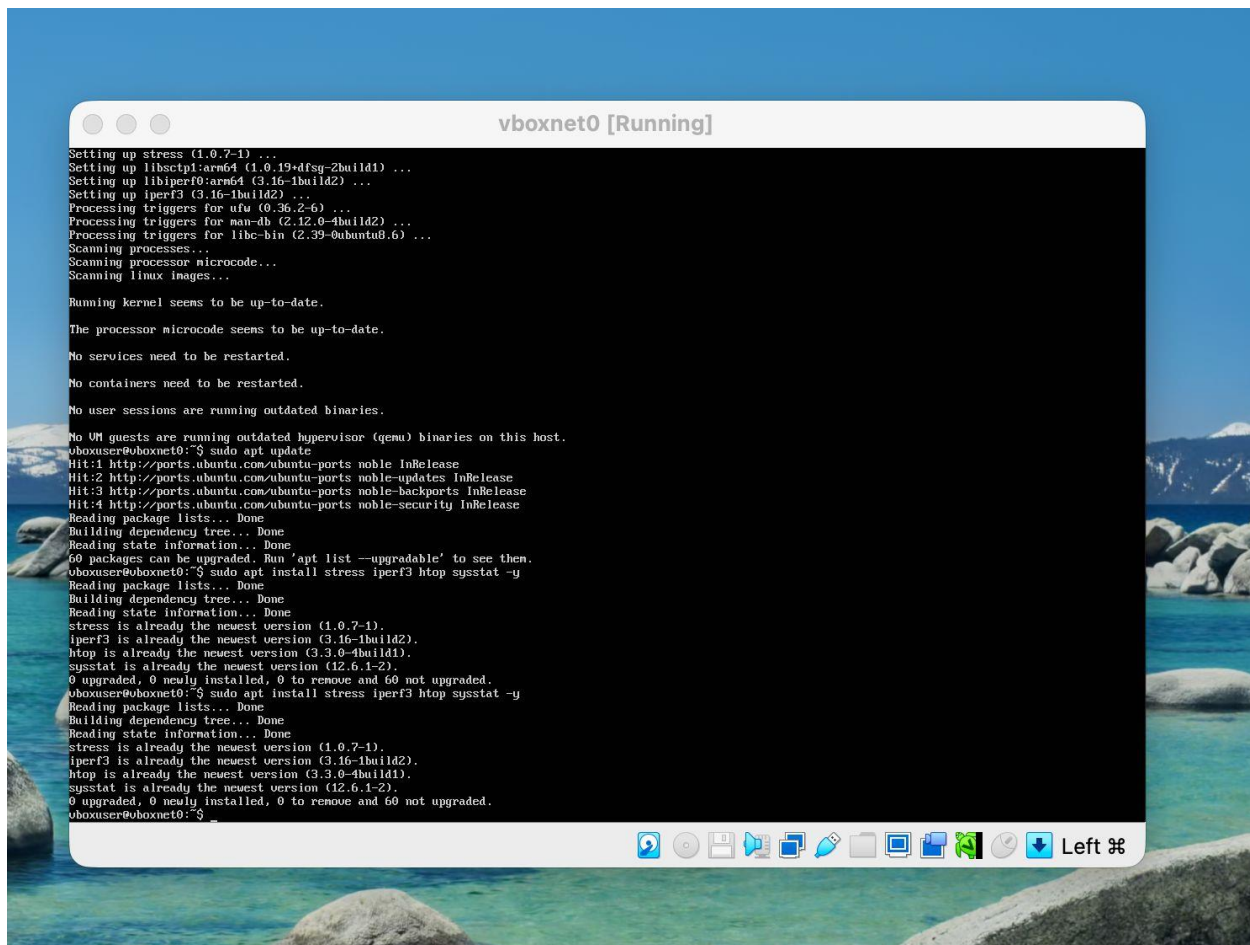 vboxnet0 [Running]
Setting up stress (1.0.7-1) ...
Setting up libsctp1:arm64 (1.0.19+dfsg-2build1) ...
Setting up libiperf0:arm64 (3.16-1build2) ...
Setting up iperf3 (3.16-1build2) ...
Processing triggers for ufw (0.36.2-6) ...
Processing triggers for man-db (2.12.0-4build2) ...
Processing triggers for libc-bin (2.39-0ubuntu8.6) ...
Scanning processes...
Scanning processor microcode...
Scanning linux images...
Running kernel seems to be up-to-date.
The processor microcode seems to be up-to-date.
No services need to be restarted.
No containers need to be restarted.
No user sessions are running outdated binaries.
No VM guests are running outdated hypervisor (qemu) binaries on this host.
vboxuser@vboxnet0:~$ sudo apt update
Hit:1 http://ports.ubuntu.com/ubuntu-ports noble InRelease
Hit:2 http://ports.ubuntu.com/ubuntu-ports noble-updates InRelease
Hit:3 http://ports.ubuntu.com/ubuntu-ports noble-backports InRelease
Hit:4 http://ports.ubuntu.com/ubuntu-ports noble-security InRelease
Reading package lists... Done
Building dependency tree... Done
Reading state information... Done
60 packages can be upgraded. Run 'apt list --upgradable' to see them.
vboxuser@vboxnet0:~$ sudo apt install stress iperf3 htop sysstat -y
Reading package lists... Done
Building dependency tree... Done
Reading state information... Done
stress is already the newest version (1.0.7-1).
iperf3 is already the newest version (3.16-1build2).
htop is already the newest version (3.3.0-4build1).
sysstat is already the newest version (12.6.1-2).
0 upgraded, 0 newly installed, 0 to remove and 60 not upgraded.
vboxuser@vboxnet0:~$ sudo apt install stress iperf3 htop sysstat -y
Reading package lists... Done
Building dependency tree... Done
Reading state information... Done
stress is already the newest version (1.0.7-1).
iperf3 is already the newest version (3.16-1build2).
htop is already the newest version (3.3.0-4build1).
sysstat is already the newest version (12.6.1-2).
0 upgraded, 0 newly installed, 0 to remove and 60 not upgraded.
vboxuser@vboxnet0:~$ _
Left ⌘